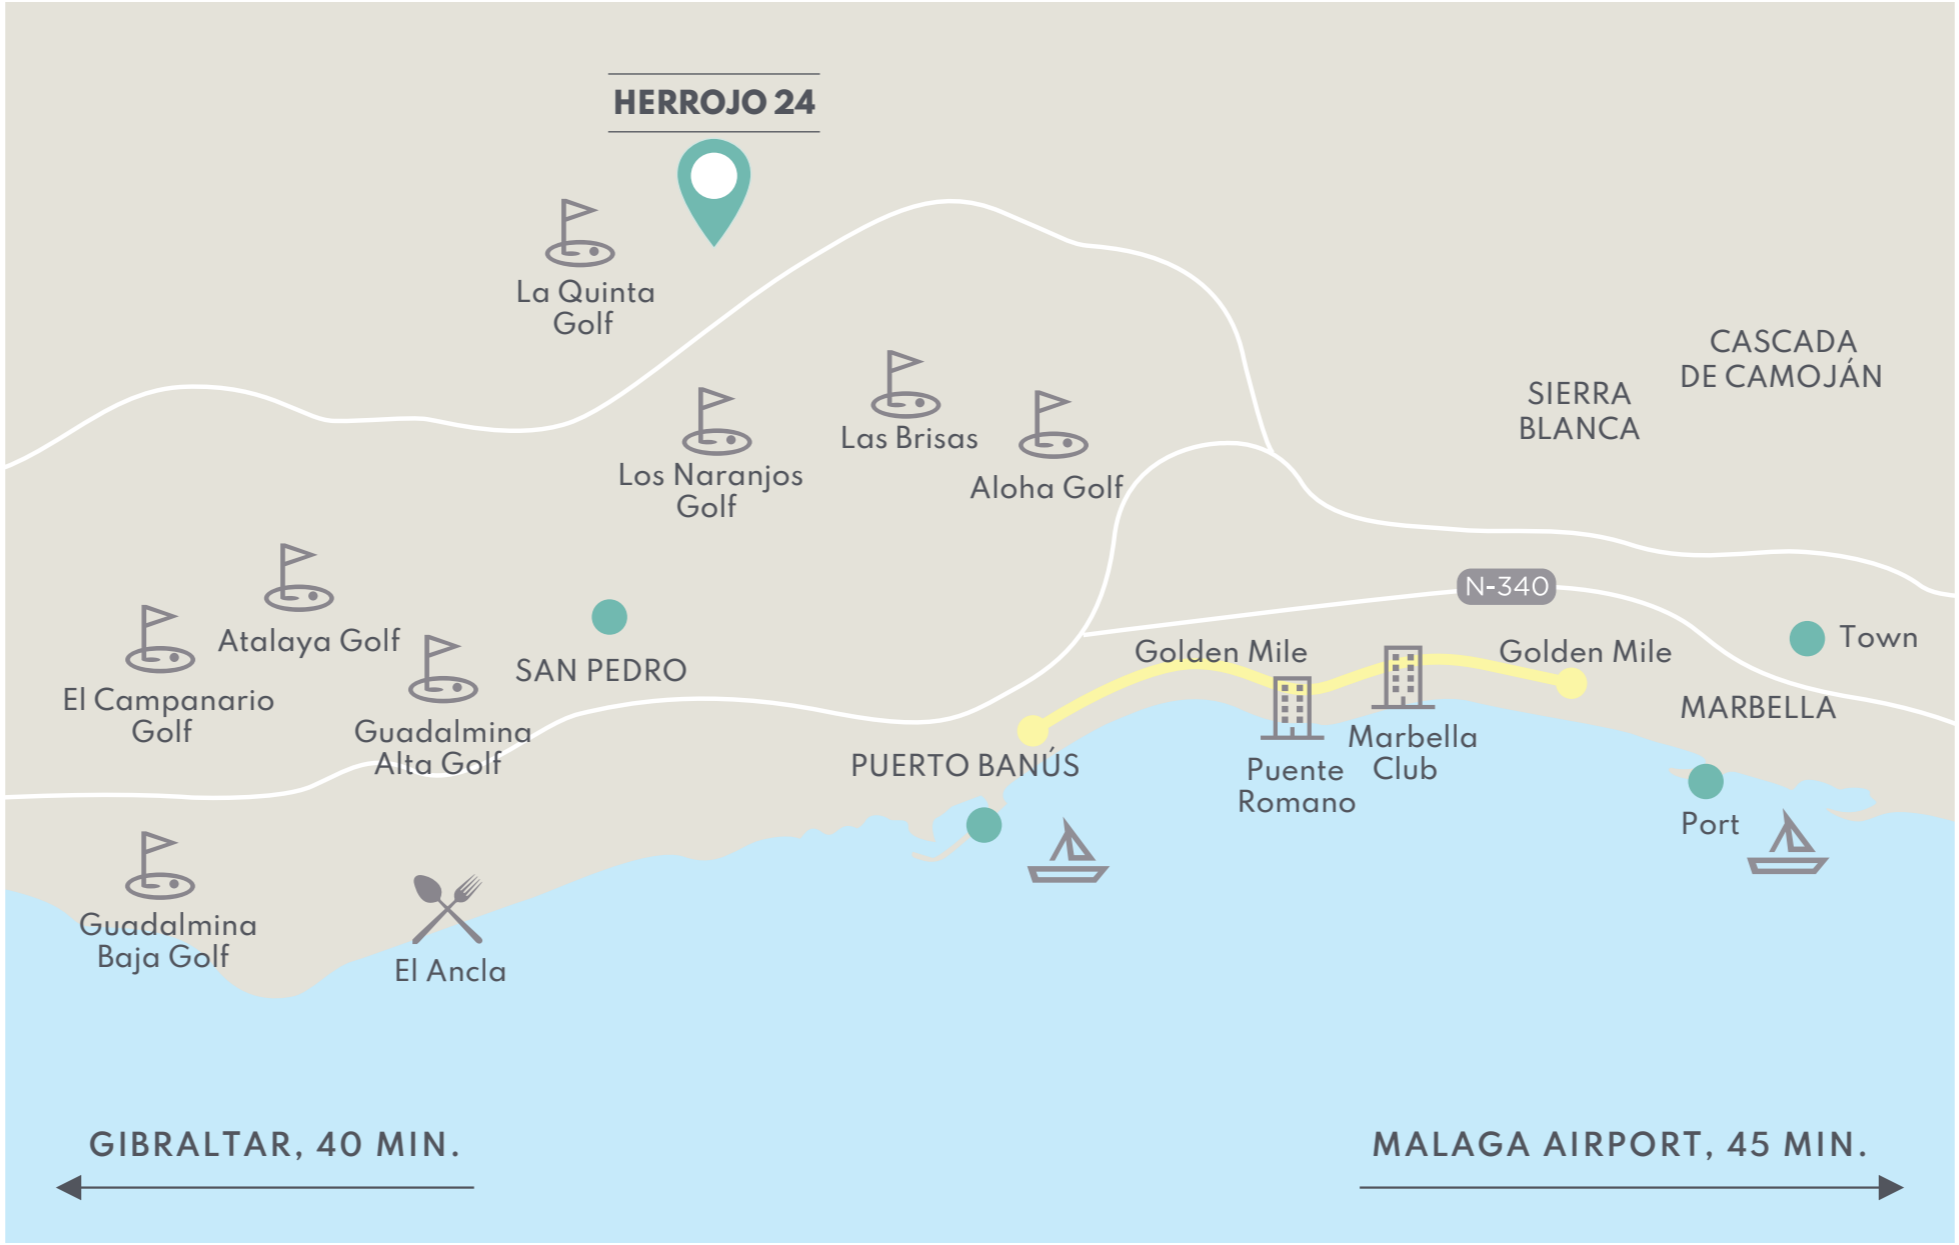 HERROJO 24
La Quinta
Golf
CASCADA
DE CAMOJÁN
SIERRA
BLANCA
Las Brisas
Los Naranjos
Golf
Aloha Golf
N-340
Atalaya Golf
SAN PEDRO
El Campanario
Golf
Guadalmina
Alta Golf
Golden Mile
Golden Mile
Town
MARBELLA
PUERTO BANÚS
Puente
Romano
Marbella
Club
Port
Guadalmina
Baja Golf
El Ancla
GIBRALTAR, 40 MIN.
MALAGA AIRPORT, 45 MIN.